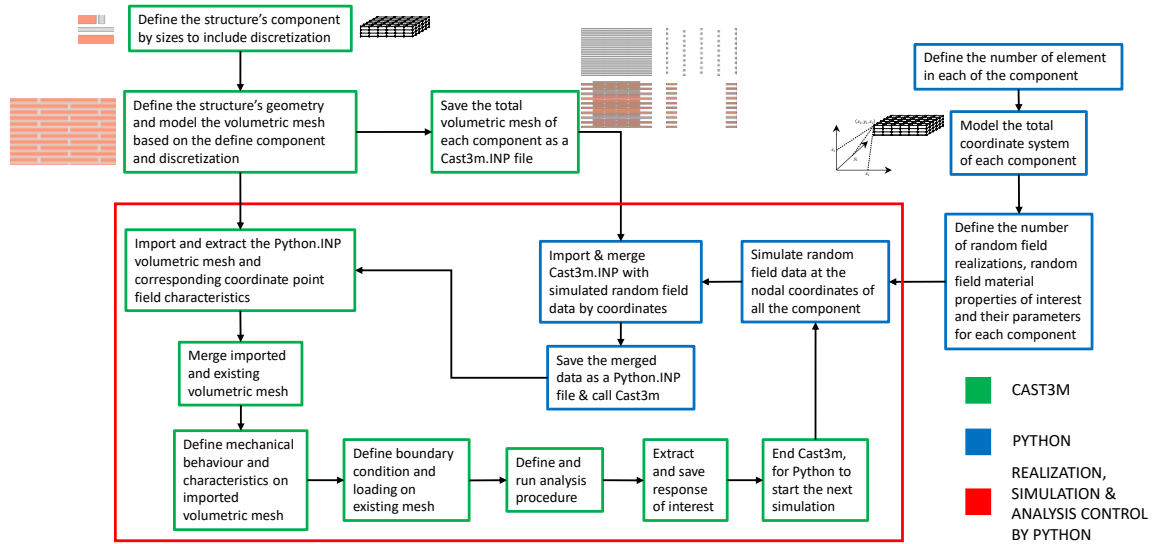 Define the structure's component
by sizes to include discretization
Define the structure's geometry
and model the volumetric mesh
based on the define component
and discretization
Save the total
volumetric mesh of
each component as a
Cast3m.INP file
Define the number of element
in each of the component
Model the total
coordinate system
of each component
Define the number
of random field
realizations, random
field material
properties of interest
and their parameters
for each component
Import and extract the Python.INP
volumetric mesh and
corresponding coordinate point
field characteristics
Import & merge
Cast3m.INP with
simulated random field
data by coordinates
Simulate random
field data at the
nodal coordinates of
all the component
Merge imported
and existing
volumetric mesh
Save the merged
data as a Python.INP
file & call Cast3m
Define mechanical
behaviour and
characteristics on
imported
volumetric mesh
Define boundary
condition and
loading on
existing mesh
Define and
run analysis
procedure
Extract
and save
response
of interest
End Cast3m,
for Python to
start the next
simulation
CAST3M
PYTHON
REALIZATION,
SIMULATION &
ANALYSIS CONTROL
BY PYTHON